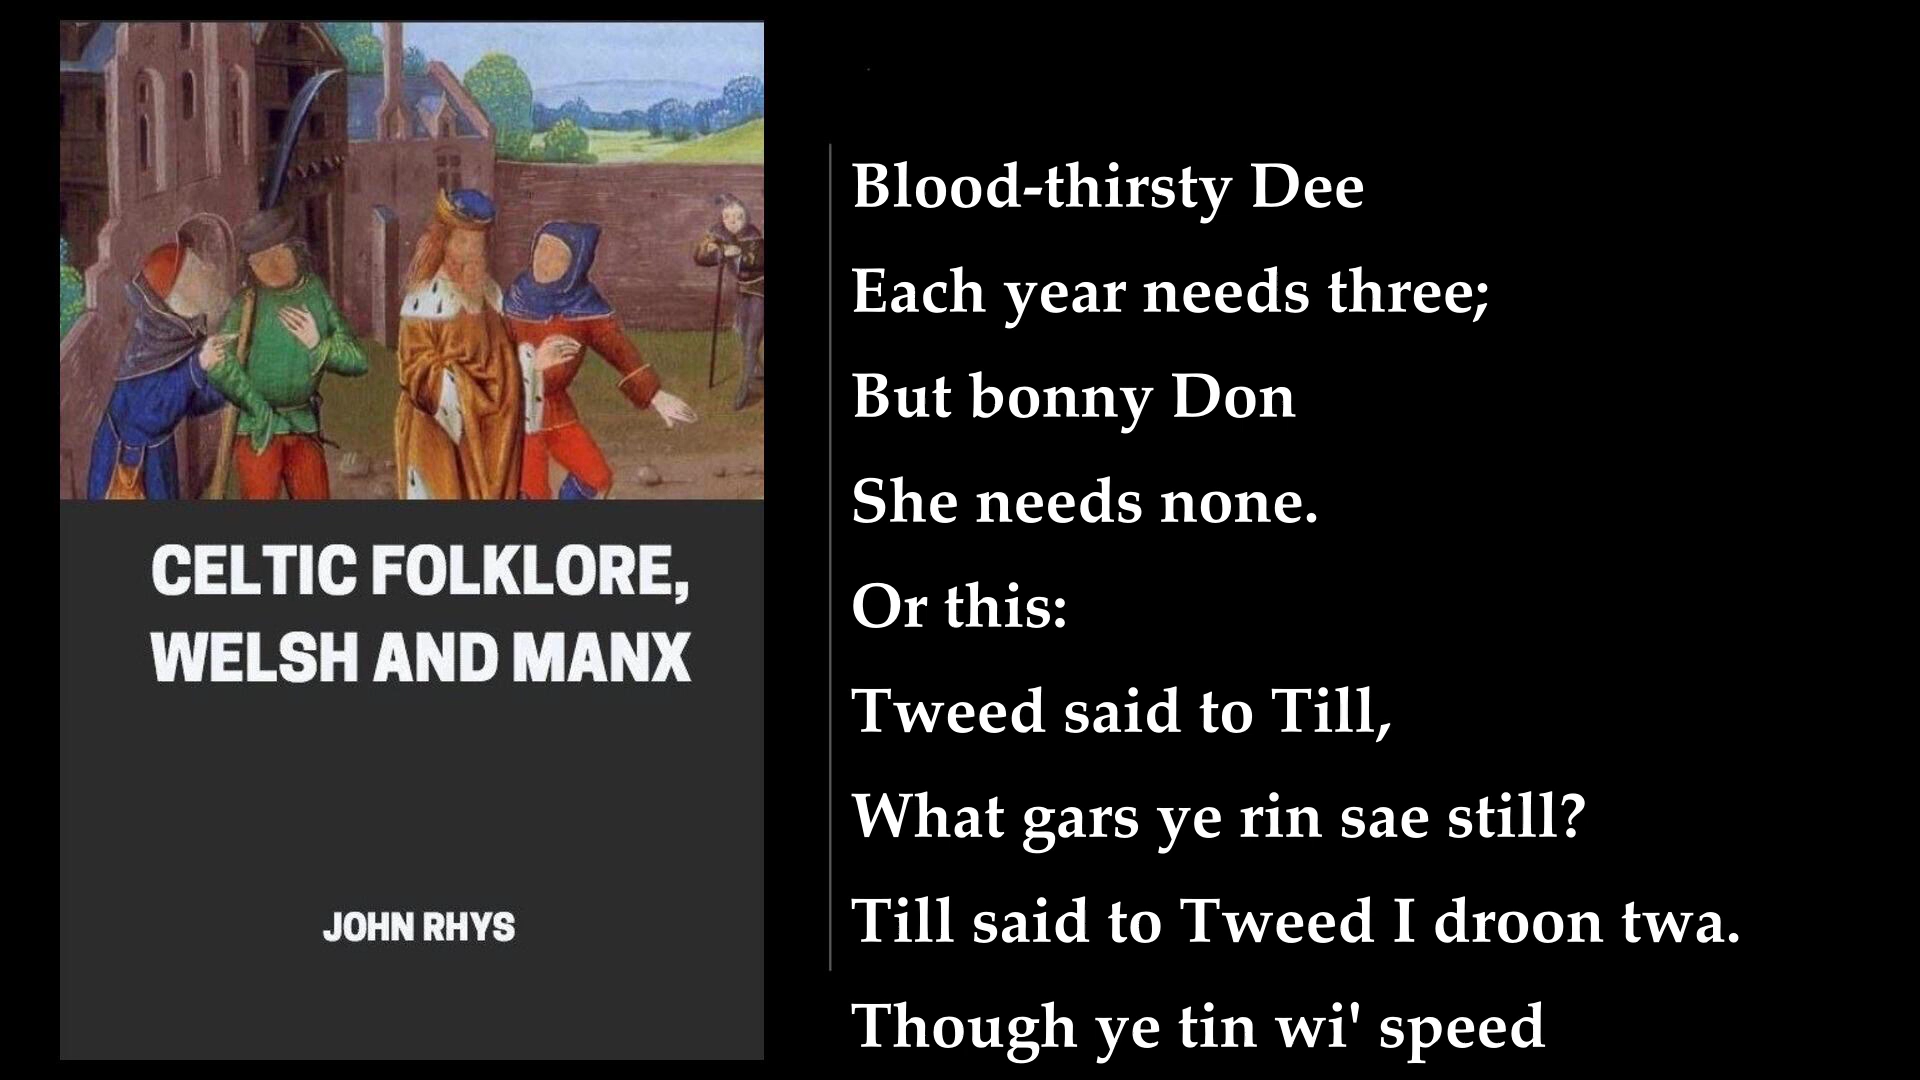 CELTIC FOLKLORE,
WELSH AND MANX
JOHN RHYS
Blood-thirsty Dee
Each year needs three;
But bonny Don
She needs none.
Or this:
Tweed said to Till,
What gars ye rin sae still?
Till said to Tweed I droon twa.
Though ye tin wi' speed